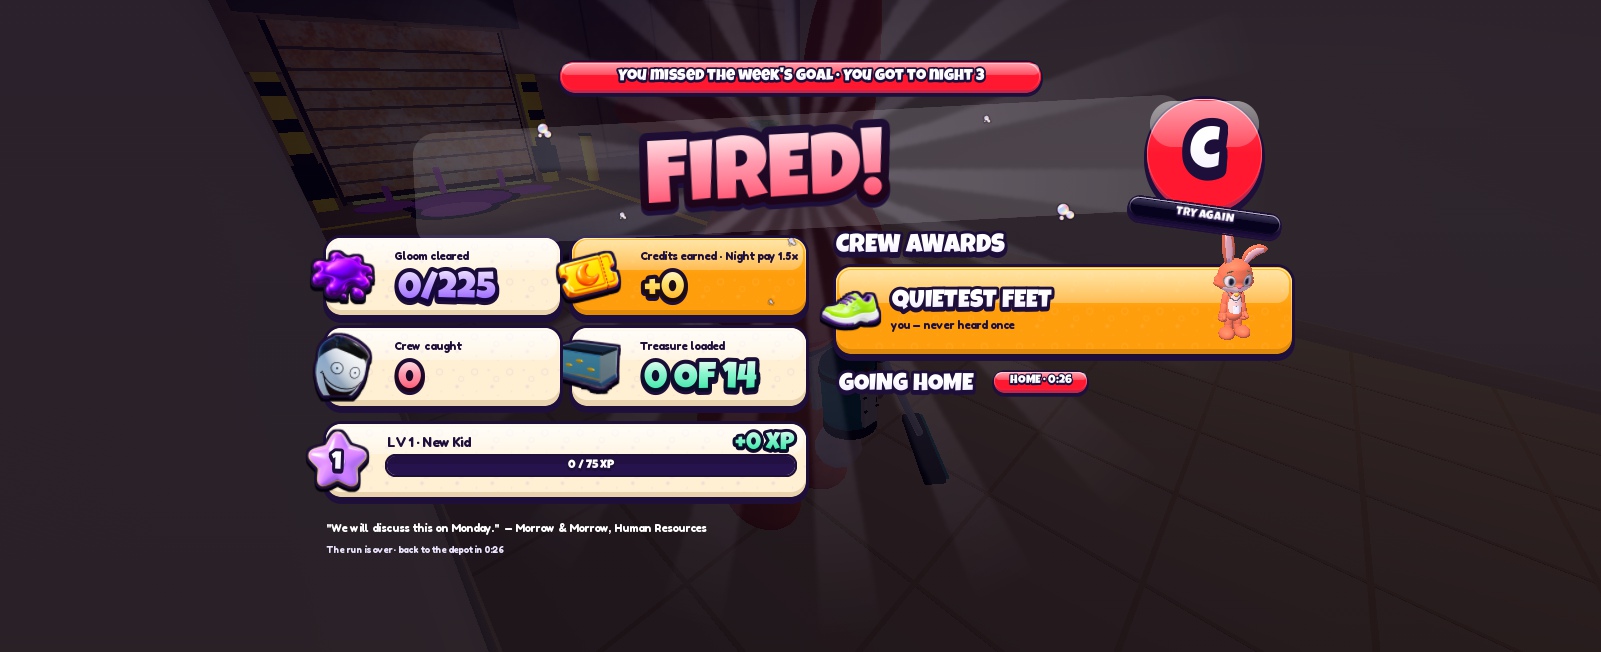 YOU MISSED THE WEEK'S GOAL · YOU GOT TO NIGHT 3
FIRED!
C
TRY AGAIN
Gloom cleared
0/225
Credits earned · Night pay 1.5x
+0
Crew caught
0
Treasure loaded
0 OF 14
1
LV 1 · New Kid
+0 XP
0 / 75 XP
"We will discuss this on Monday." — Morrow & Morrow, Human Resources
The run is over · back to the depot in 0:26
CREW AWARDS
QUIETEST FEET
you — never heard once
GOING HOME
HOME · 0:26